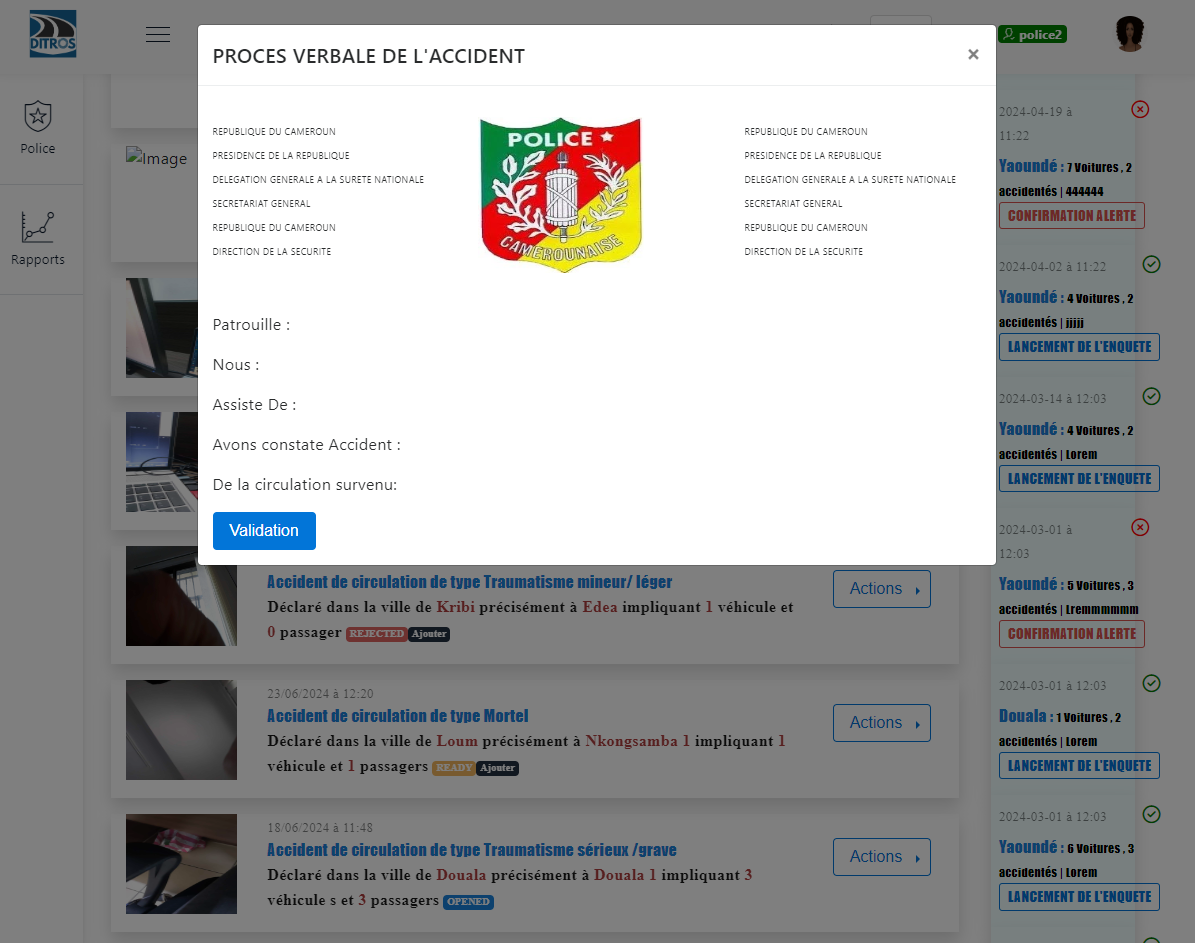 DITROS
police2
PROCES VERBALE DE L'ACCIDENT
×
REPUBLIQUE DU CAMEROUN
PRESIDENCE DE LA REPUBLIQUE
DELEGATION GENERALE A LA SURETE NATIONALE
SECRETARIAT GENERAL
REPUBLIQUE DU CAMEROUN
DIRECTION DE LA SECURITE
POLICE
CAMEROUNAISE
REPUBLIQUE DU CAMEROUN
PRESIDENCE DE LA REPUBLIQUE
DELEGATION GENERALE A LA SURETE NATIONALE
SECRETARIAT GENERAL
REPUBLIQUE DU CAMEROUN
DIRECTION DE LA SECURITE
Patrouille :
Nous :
Assiste De :
Avons constate Accident :
De la circulation survenu:
Validation
Police
Rapports
Image
Accident de circulation de type Traumatisme mineur/ léger
Déclaré dans la ville de Kribi précisément à Edea impliquant 1 véhicule et
0 passager REJECTED Ajouter
Actions
23/06/2024 à 12:20
Accident de circulation de type Mortel
Déclaré dans la ville de Loum précisément à Nkongsamba 1 impliquant 1
véhicule et 1 passagers READY Ajouter
Actions
18/06/2024 à 11:48
Accident de circulation de type Traumatisme sérieux /grave
Déclaré dans la ville de Douala précisément à Douala 1 impliquant 3
véhicule s et 3 passagers OPENED
Actions
2024-04-19 à
11:22
Yaoundé : 7 Voitures , 2
accidentés | 444444
CONFIRMATION ALERTE
2024-04-02 à 11:22
Yaoundé : 4 Voitures , 2
accidentés | jjjjj
LANCEMENT DE L'ENQUETE
2024-03-14 à 12:03
Yaoundé : 4 Voitures , 2
accidentés | Lorem
LANCEMENT DE L'ENQUETE
2024-03-01 à
12:03
Yaoundé : 5 Voitures , 3
accidentés | Lremmmmmm
CONFIRMATION ALERTE
2024-03-01 à 12:03
Douala : 1 Voitures , 2
accidentés | Lorem
LANCEMENT DE L'ENQUETE
2024-03-01 à 12:03
Yaoundé : 6 Voitures , 3
accidentés | Lorem
LANCEMENT DE L'ENQUETE